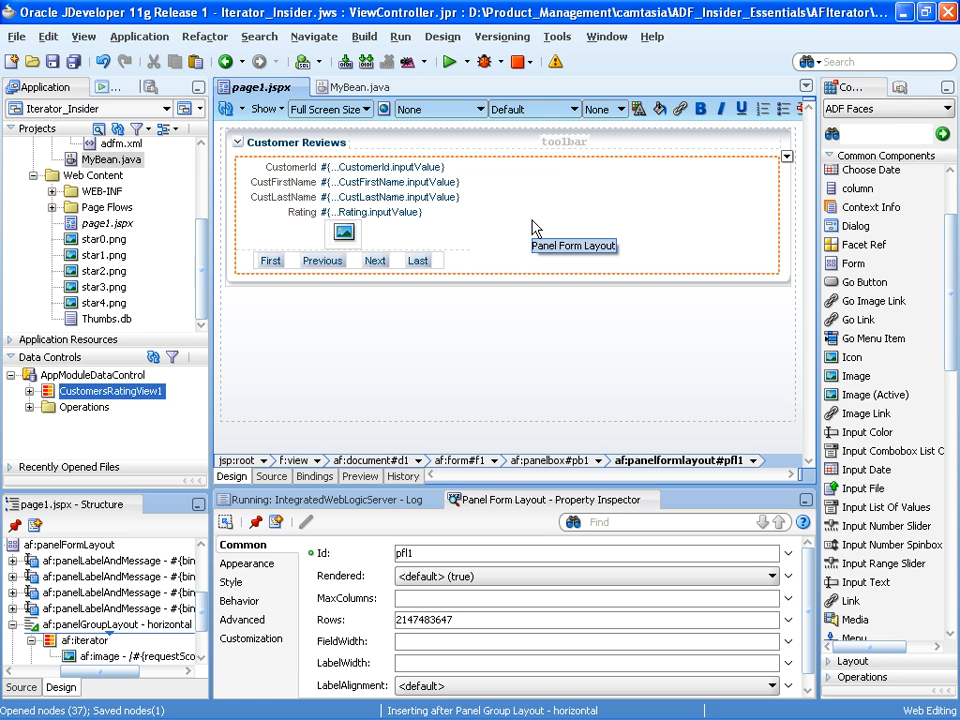 Oracle JDeveloper 11g Release 1 - Iterator_Insider.jws : ViewController.jpr : D:\Product_Management\camtasia\ADF_Insider_Essentials\AFIterator\...
File Edit View Application Refactor Search Navigate Build Run Design Versioning Tools Window Help
Search
Application
Iterator_Insider
Projects
adfm.xml
MyBean.java
Web Content
WEB-INF
Page Flows
page1.jspx
star0.png
star1.png
star2.png
star3.png
star4.png
Thumbs.db
Application Resources
Data Controls
AppModuleDataControl
CustomersRatingView1
Operations
Recently Opened Files
page1.jspx - Structure
af:panelFormLayout
af:panelLabelAndMessage - #{bin
af:panelLabelAndMessage - #{bin
af:panelLabelAndMessage - #{bin
af:panelLabelAndMessage - #{bin
af:panelGroupLayout - horizontal
af:iterator
af:image - /#{requestSco
Source Design
page1.jspx MyBean.java
Show Full Screen Size None Default None B I U
Customer Reviews toolbar
CustomerId #{...CustomerId.inputValue}
CustFirstName #{...CustFirstName.inputValue}
CustLastName #{...CustLastName.inputValue}
Rating #{...Rating.inputValue}
Panel Form Layout
First Previous Next Last
jsp:root f:view af:document#d1 af:form#f1 af:panelbox#pb1 af:panelformlayout#pfl1
Design Source Bindings Preview History
Running: IntegratedWebLogicServer - Log Panel Form Layout - Property Inspector
Find
Common
Appearance
Style
Behavior
Advanced
Customization
Id: pfl1
Rendered: <default> (true)
MaxColumns:
Rows: 2147483647
FieldWidth:
LabelWidth:
LabelAlignment: <default>
Co...
ADF Faces
Common Components
Choose Date
column
Context Info
Dialog
Facet Ref
Form
Go Button
Go Image Link
Go Link
Go Menu Item
Icon
Image
Image (Active)
Image Link
Input Color
Input Combobox List O
Input Date
Input File
Input List Of Values
Input Number Slider
Input Number Spinbox
Input Range Slider
Input Text
Link
Media
Menu
Layout
Operations
Opened nodes (37); Saved nodes(1) Inserting after Panel Group Layout - horizontal Web Editing